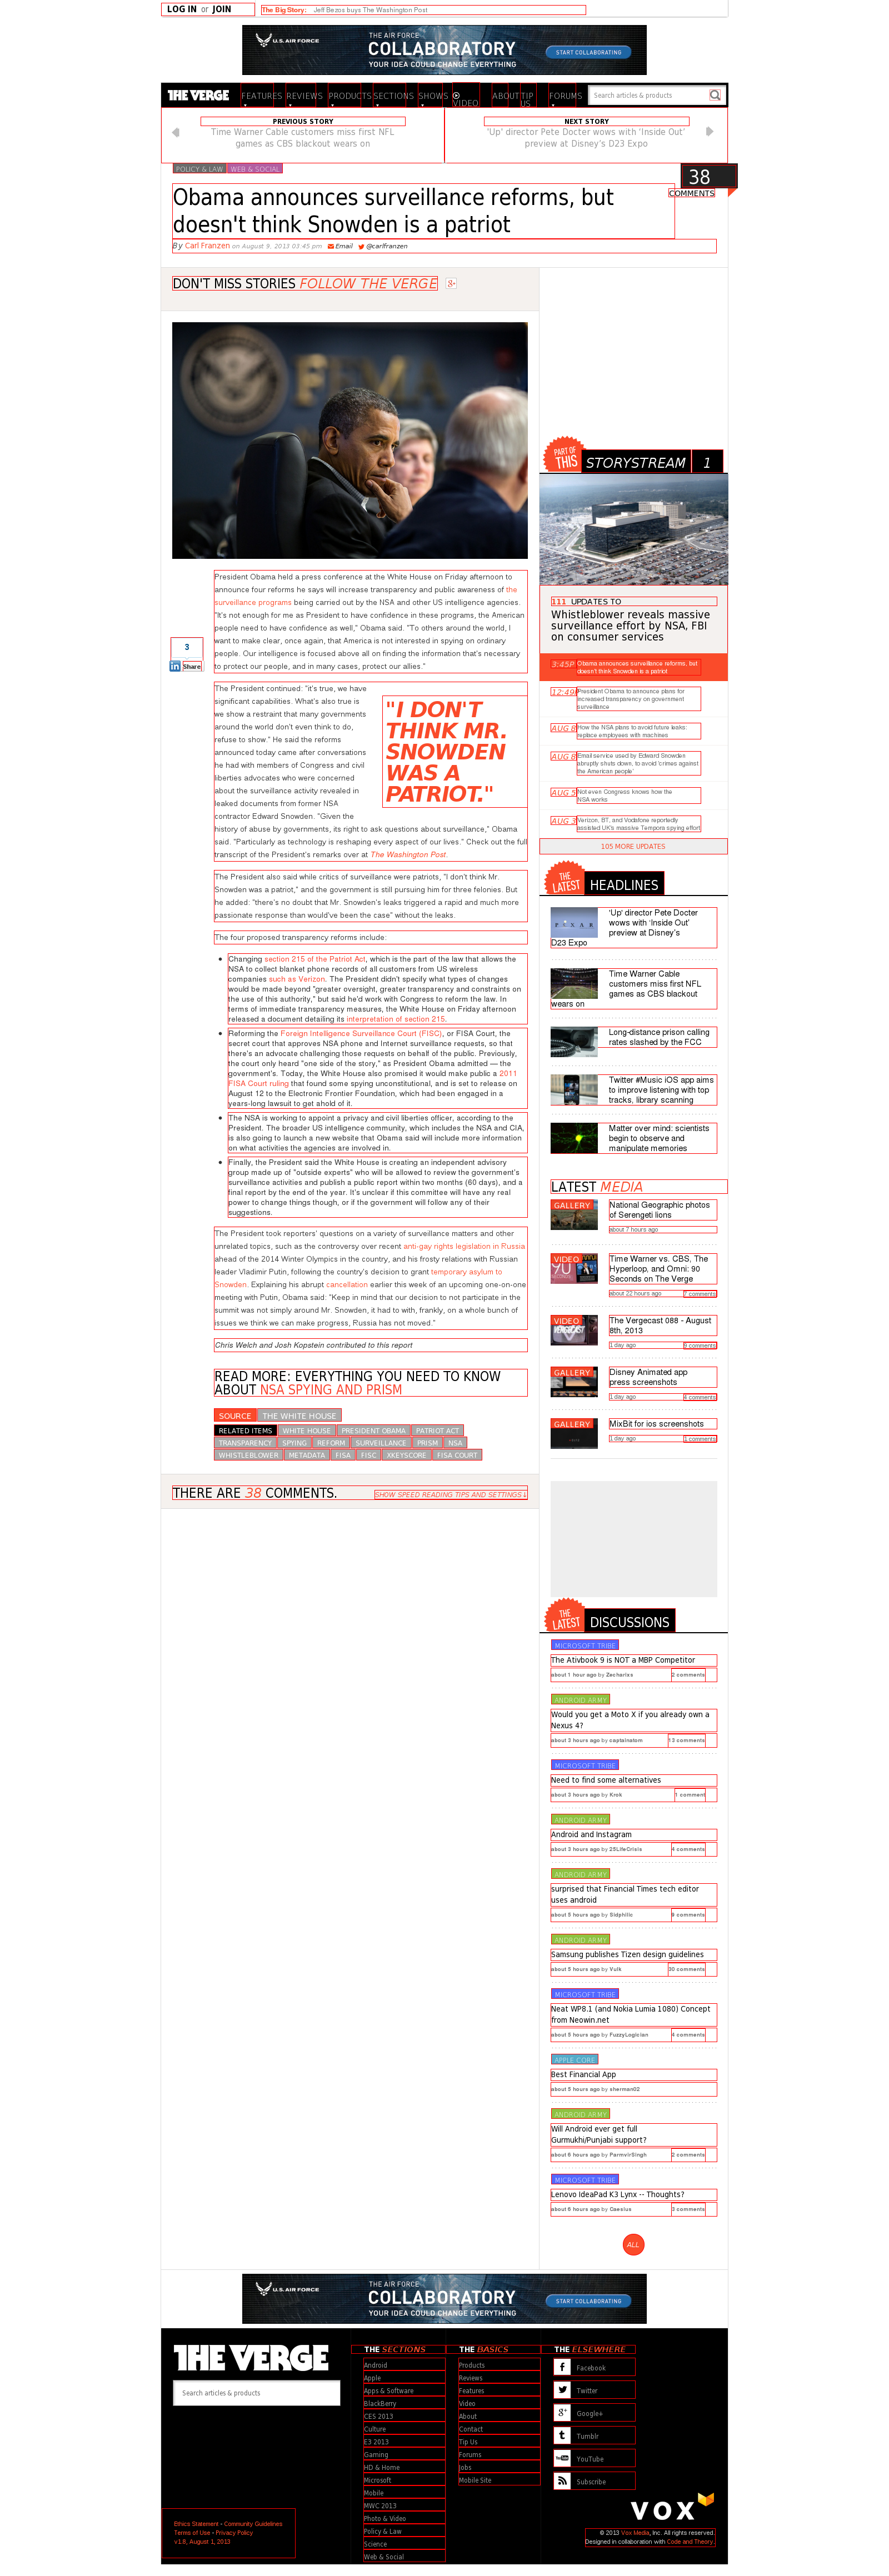 LOG IN or JOIN
The Big Story: Jeff Bezos buys The Washington Post
U.S. AIR FORCE
THE AIR FORCE
COLLABORATORY
YOUR IDEA COULD CHANGE EVERYTHING
START COLLABORATING
THE VERGE
FEATURES REVIEWS PRODUCTS SECTIONS SHOWS VIDEO ABOUT TIP US FORUMS
Search articles & products
PREVIOUS STORY
Time Warner Cable customers miss first NFL
games as CBS blackout wears on
NEXT STORY
'Up' director Pete Docter wows with 'Inside Out'
preview at Disney's D23 Expo
POLICY & LAW WEB & SOCIAL
38
COMMENTS
Obama announces surveillance reforms, but
doesn't think Snowden is a patriot
By Carl Franzen on August 9, 2013 03:45 pm Email @carlfranzen
DON'T MISS STORIES FOLLOW THE VERGE
FEMA
3
Share
President Obama held a press conference at the White House on Friday afternoon to
announce four reforms he says will increase transparency and public awareness of the
surveillance programs being carried out by the NSA and other US intelligence agencies.
"It's not enough for me as President to have confidence in these programs, the American
people need to have confidence as well," Obama said. "To others around the world, I
want to make clear, once again, that America is not interested in spying on ordinary
people. Our intelligence is focused above all on finding the information that's necessary
to protect our people, and in many cases, protect our allies."
The President continued: "it's true, we have
significant capabilities. What's also true is
we show a restraint that many governments
around the world don't even think to do,
refuse to show." He said the reforms
announced today came after conversations
he had with members of Congress and civil
liberties advocates who were concerned
about the surveillance activity revealed in
leaked documents from former NSA
contractor Edward Snowden. "Given the
history of abuse by governments, its right to ask questions about surveillance," Obama
said. "Particularly as technology is reshaping every aspect of our lives." Check out the full
transcript of the President's remarks over at The Washington Post.
"I DON'T
THINK MR.
SNOWDEN
WAS A
PATRIOT."
The President also said while critics of surveillance were patriots, "I don't think Mr.
Snowden was a patriot," and the government is still pursuing him for three felonies. But
he added: "there's no doubt that Mr. Snowden's leaks triggered a rapid and much more
passionate response than would've been the case" without the leaks.
The four proposed transparency reforms include:
Changing section 215 of the Patriot Act, which is the part of the law that allows the
NSA to collect blanket phone records of all customers from US wireless
companies such as Verizon. The President didn't specify what types of changes
would be made beyond "greater oversight, greater transparency and constraints on
the use of this authority," but said he'd work with Congress to reform the law. In
terms of immediate transparency measures, the White House on Friday afternoon
released a document detailing its interpretation of section 215.
Reforming the Foreign Intelligence Surveillance Court (FISC), or FISA Court, the
secret court that approves NSA phone and Internet surveillance requests, so that
there's an advocate challenging those requests on behalf of the public. Previously,
the court only heard "one side of the story," as President Obama admitted — the
government's. Today, the White House also promised it would make public a 2011
FISA Court ruling that found some spying unconstitutional, and is set to release on
August 12 to the Electronic Frontier Foundation, which had been engaged in a
years-long lawsuit to get ahold of it.
The NSA is working to appoint a privacy and civil liberties officer, according to the
President. The broader US intelligence community, which includes the NSA and CIA,
is also going to launch a new website that Obama said will include more information
on what activities the agencies are involved in.
Finally, the President said the White House is creating an independent advisory
group made up of "outside experts" who will be allowed to review the government's
surveillance activities and publish a public report within two months (60 days), and a
final report by the end of the year. It's unclear if this committee will have any real
power to change things though, or if the government will be able to overlook their
suggestions.
The President took reporters' questions on a variety of surveillance matters and other
unrelated topics, such as the controversy over recent anti-gay rights legislation in Russia
ahead of the 2014 Winter Olympics in the country, and his frosty relations with Russian
leader Vladimir Putin, following the country's decision to grant temporary asylum to
Snowden. Explaining his abrupt cancellation earlier this week of an upcoming one-on-one
meeting with Putin, Obama said: "Keep in mind that our decision to not participate in the
summit was not simply around Mr. Snowden, it had to with, frankly, on a whole bunch of
issues we think we can make progress, Russia has not moved."
Chris Welch and Josh Kopstein contributed to this report
READ MORE: EVERYTHING YOU NEED TO KNOW
ABOUT NSA SPYING AND PRISM
SOURCE THE WHITE HOUSE
RELATED ITEMS WHITE HOUSE PRESIDENT OBAMA PATRIOT ACT
TRANSPARENCY SPYING REFORM SURVEILLANCE PRISM NSA
WHISTLEBLOWER METADATA FISA FISC XKEYSCORE FISA COURT
THERE ARE 38 COMMENTS.
SHOW SPEED READING TIPS AND SETTINGS ↓
PART OF THIS
STORYSTREAM 1
111 UPDATES TO
Whistleblower reveals massive
surveillance effort by NSA, FBI
on consumer services
3:45P Obama announces surveillance reforms, but
doesn't think Snowden is a patriot
12:49 President Obama to announce plans for
increased transparency on government
surveillance
AUG 8 How the NSA plans to avoid future leaks:
replace employees with machines
AUG 8 Email service used by Edward Snowden
abruptly shuts down, to avoid 'crimes against
the American people'
AUG 5 Not even Congress knows how the
NSA works
AUG 3 Verizon, BT, and Vodafone reportedly
assisted UK's massive Tempora spying effort
105 MORE UPDATES
THE LATEST
HEADLINES
PIXAR
'Up' director Pete Docter
wows with 'Inside Out'
preview at Disney's
D23 Expo
Time Warner Cable
customers miss first NFL
games as CBS blackout
wears on
Long-distance prison calling
rates slashed by the FCC
Twitter #Music iOS app aims
to improve listening with top
tracks, library scanning
Matter over mind: scientists
begin to observe and
manipulate memories
LATEST MEDIA
GALLERY
National Geographic photos
of Serengeti lions
about 7 hours ago
VIDEO
Time Warner vs. CBS, The
Hyperloop, and Omni: 90
Seconds on The Verge
about 22 hours ago 7 comments
VIDEO
The Vergecast 088 - August
8th, 2013
1 day ago 9 comments
GALLERY
Disney Animated app
press screenshots
1 day ago 4 comments
GALLERY
MixBit for ios screenshots
1 day ago comments
THE LATEST
DISCUSSIONS
MICROSOFT TRIBE
The Ativbook 9 is NOT a MBP Competitor
about 1 hour ago by Zecharixs 2 comments
ANDROID ARMY
Would you get a Moto X if you already own a
Nexus 4?
about 3 hours ago by captainatom 13 comments
MICROSOFT TRIBE
Need to find some alternatives
about 3 hours ago by Krok 1 comment
ANDROID ARMY
Android and Instagram
about 3 hours ago by 25LifeCrisis 4 comments
ANDROID ARMY
surprised that Financial Times tech editor
uses android
about 5 hours ago by Sidphilic 8 comments
ANDROID ARMY
Samsung publishes Tizen design guidelines
about 5 hours ago by Vulk 30 comments
MICROSOFT TRIBE
Neat WP8.1 (and Nokia Lumia 1080) Concept
from Neowin.net
about 5 hours ago by FuzzyLogician 4 comments
APPLE CORE
Best Financial App
about 5 hours ago by sherman02
ANDROID ARMY
Will Android ever get full
Gurmukhi/Punjabi support?
about 6 hours ago by ParmvirSingh 2 comments
MICROSOFT TRIBE
Lenovo IdeaPad K3 Lynx -- Thoughts?
about 6 hours ago by Caesius 3 comments
ALL
U.S. AIR FORCE
THE AIR FORCE
COLLABORATORY
YOUR IDEA COULD CHANGE EVERYTHING
START COLLABORATING
THE VERGE
Search articles & products
THE SECTIONS
Android
Apple
Apps & Software
BlackBerry
CES 2013
Culture
E3 2013
Gaming
HD & Home
Microsoft
Mobile
MWC 2013
Photo & Video
Policy & Law
Science
Web & Social
THE BASICS
Products
Reviews
Features
Video
About
Contact
Tip Us
Forums
Jobs
Mobile Site
THE ELSEWHERE
Facebook
Twitter
Google+
Tumblr
YouTube
Subscribe
VOX
Ethics Statement • Community Guidelines
Terms of Use • Privacy Policy
v1.8, August 1, 2013
© 2013 Vox Media, Inc. All rights reserved.
Designed in collaboration with Code and Theory.